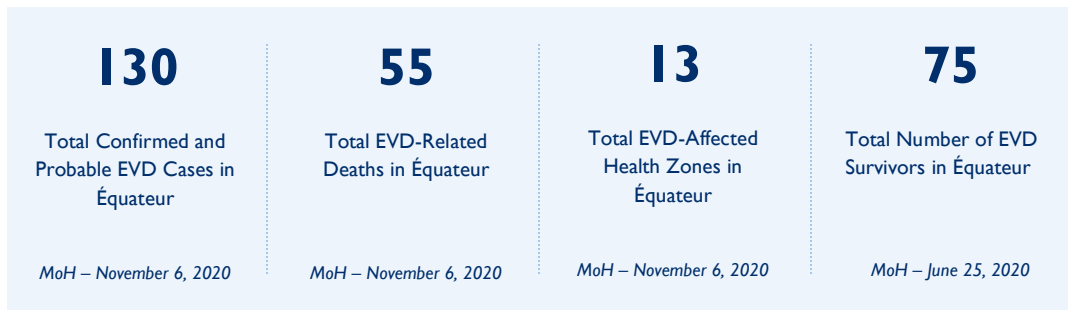 130
Total Confirmed and
Probable EVD Cases in
Équateur
MoH – November 6, 2020
55
Total EVD-Related
Deaths in Équateur
MoH – November 6, 2020
13
Total EVD-Affected
Health Zones in
Équateur
MoH – November 6, 2020
75
Total Number of EVD
Survivors in Équateur
MoH – June 25, 2020